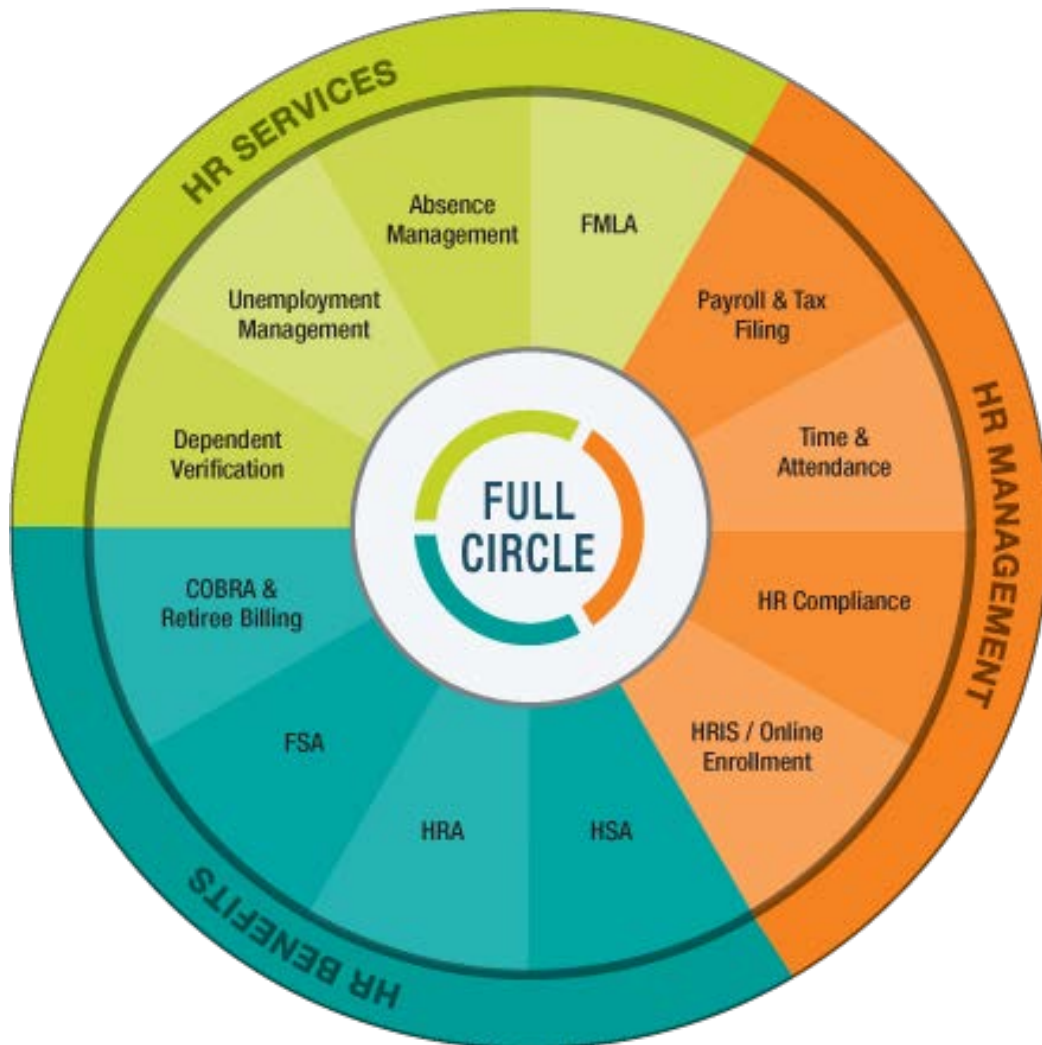 HR SERVICES
Absence
Management
FMLA
Unemployment
Management
Dependent
Verification
HR MANAGEMENT
Payroll & Tax
Filing
Time &
Attendance
HR Compliance
HRIS / Online
Enrollment
HR BENEFITS
COBRA &
Retiree Billing
FSA
HRA
HSA
FULL
CIRCLE